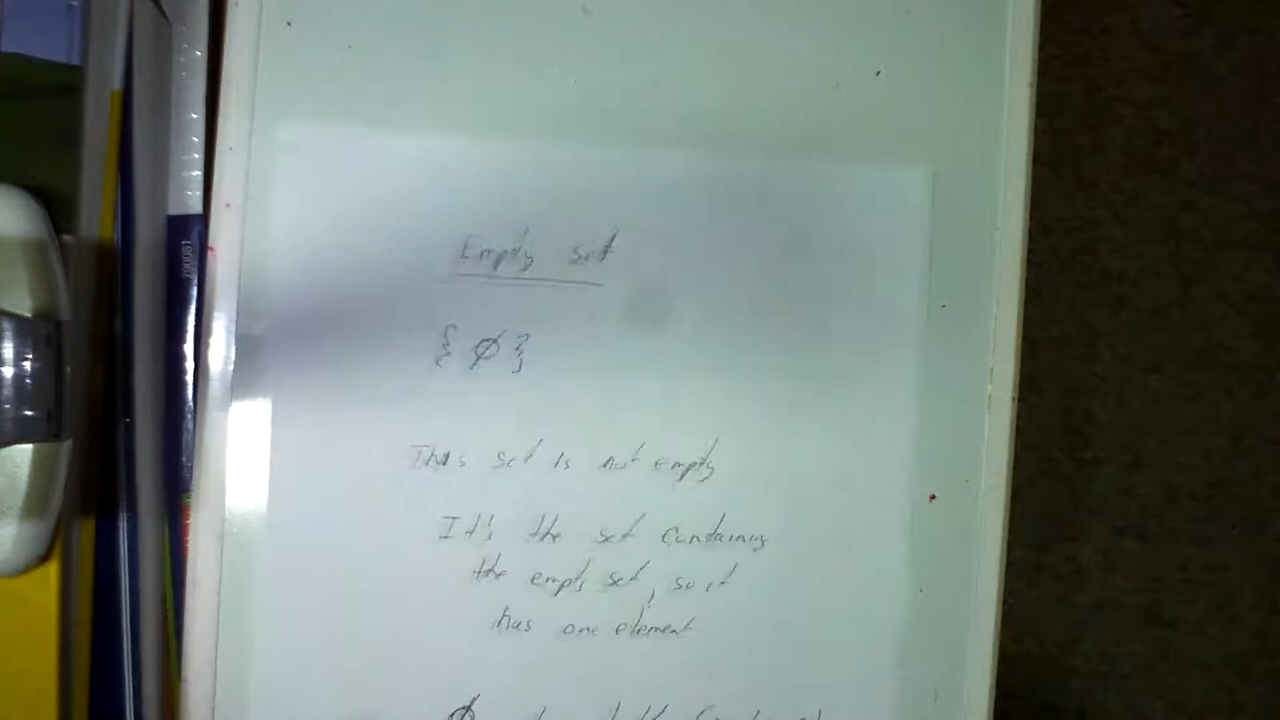 Empty set
{ ∅ }
This set is not empty
It's the set containing
the empty set, so it
has one element
∅
790061